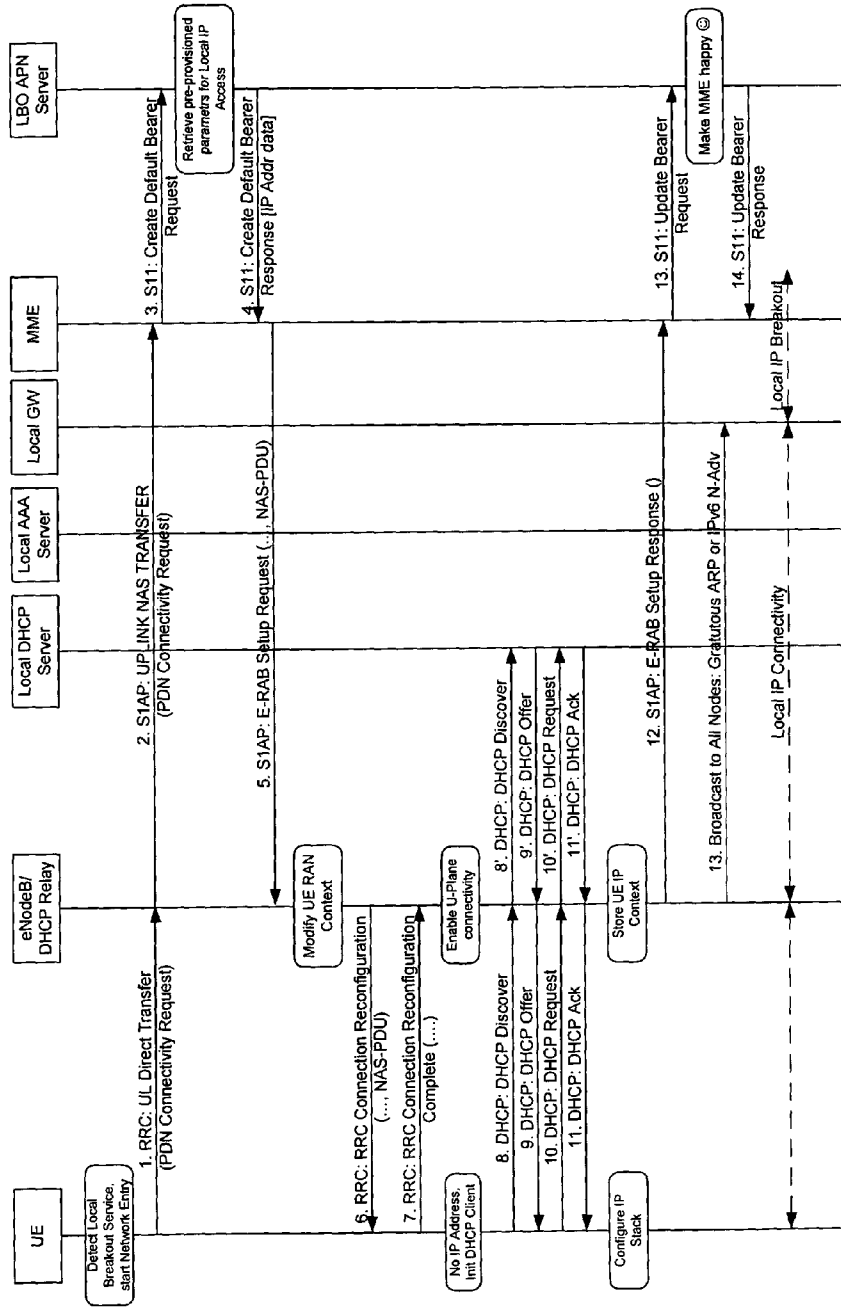 UE
eNodeB/
DHCP Relay
Local DHCP
Server
Local AAA
Server
Local GW
MME
LBO APN
Server
Detect Local
Breakout Service,
start Network Entry
1. RRC: UL Direct Transfer
(PDN Connectivity Request)
2. S1AP: UPLINK NAS TRANSFER
(PDN Connectivity Request)
3. S11: Create Default Bearer
Request
Retrieve pre-provisioned
parametrs for Local IP
Access
4. S11: Create Default Bearer
Response [IP Addr data]
5. S1AP: E-RAB Setup Request (..., NAS-PDU)
Modify UE RAN
Context
6. RRC: RRC Connection Reconfiguration
(..., NAS-PDU)
7. RRC: RRC Connection Reconfiguration
Complete (....)
No IP Address,
Init DHCP Client
Enable U-Plane
connectivity
8. DHCP: DHCP Discover
8'. DHCP: DHCP Discover
9. DHCP: DHCP Offer
9'. DHCP: DHCP Offer
10. DHCP: DHCP Request
10'. DHCP: DHCP Request
11. DHCP: DHCP Ack
11'. DHCP: DHCP Ack
Configure IP
Stack
Store UE IP
Context
12. S1AP: E-RAB Setup Response ()
13. S11: Update Bearer
Request
Make MME happy ☺
13. Broadcast to All Nodes: Gratutous ARP or IPv6 N-Adv
14. S11: Update Bearer
Response
Local IP Connectivity
Local IP Breakout